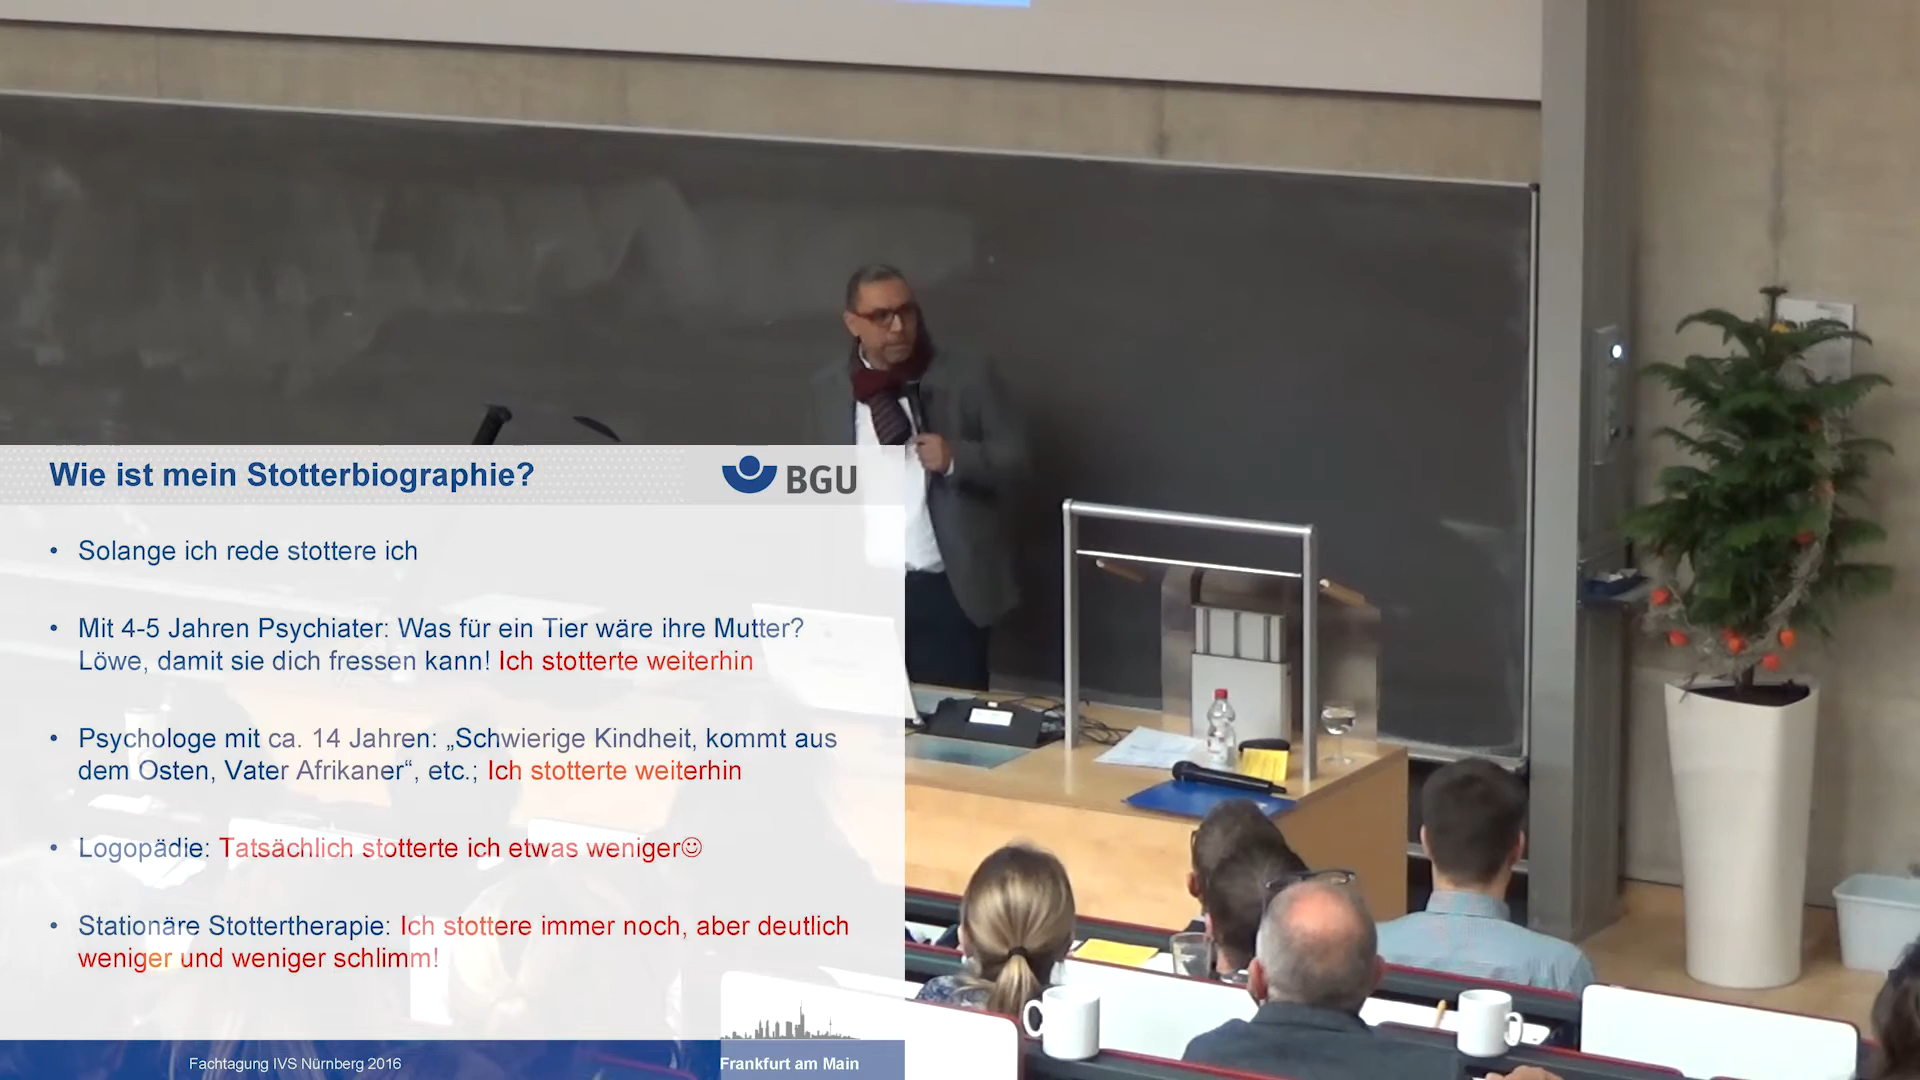 Wie ist mein Stotterbiographie?
BGU
• Solange ich rede stottere ich
• Mit 4-5 Jahren Psychiater: Was für ein Tier wäre ihre Mutter?
Löwe, damit sie dich fressen kann! Ich stotterte weiterhin
• Psychologe mit ca. 14 Jahren: „Schwierige Kindheit, kommt aus
dem Osten, Vater Afrikaner“, etc.; Ich stotterte weiterhin
• Logopädie: Tatsächlich stotterte ich etwas weniger☺
• Stationäre Stottertherapie: Ich stottere immer noch, aber deutlich
weniger und weniger schlimm!
Fachtagung IVS Nürnberg 2016
Frankfurt am Main